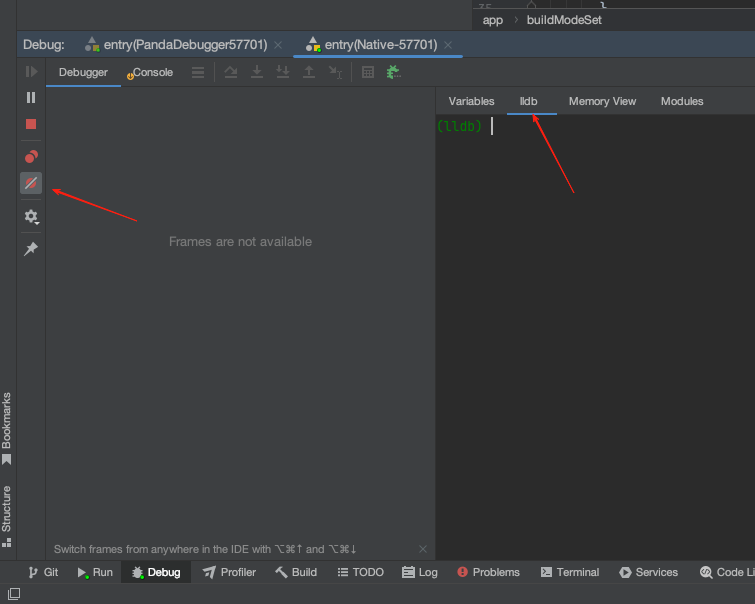 35
}
app › buildModeSet
Debug: entry(PandaDebugger57701) × entry(Native-57701) ×
Debugger Console
Variables lldb Memory View Modules
(lldb)
Frames are not available
Bookmarks
Structure
Switch frames from anywhere in the IDE with ⌥⌘↑ and ⌥⌘↓ ×
Git Run Debug Profiler Build TODO Log Problems Terminal Services Code Li